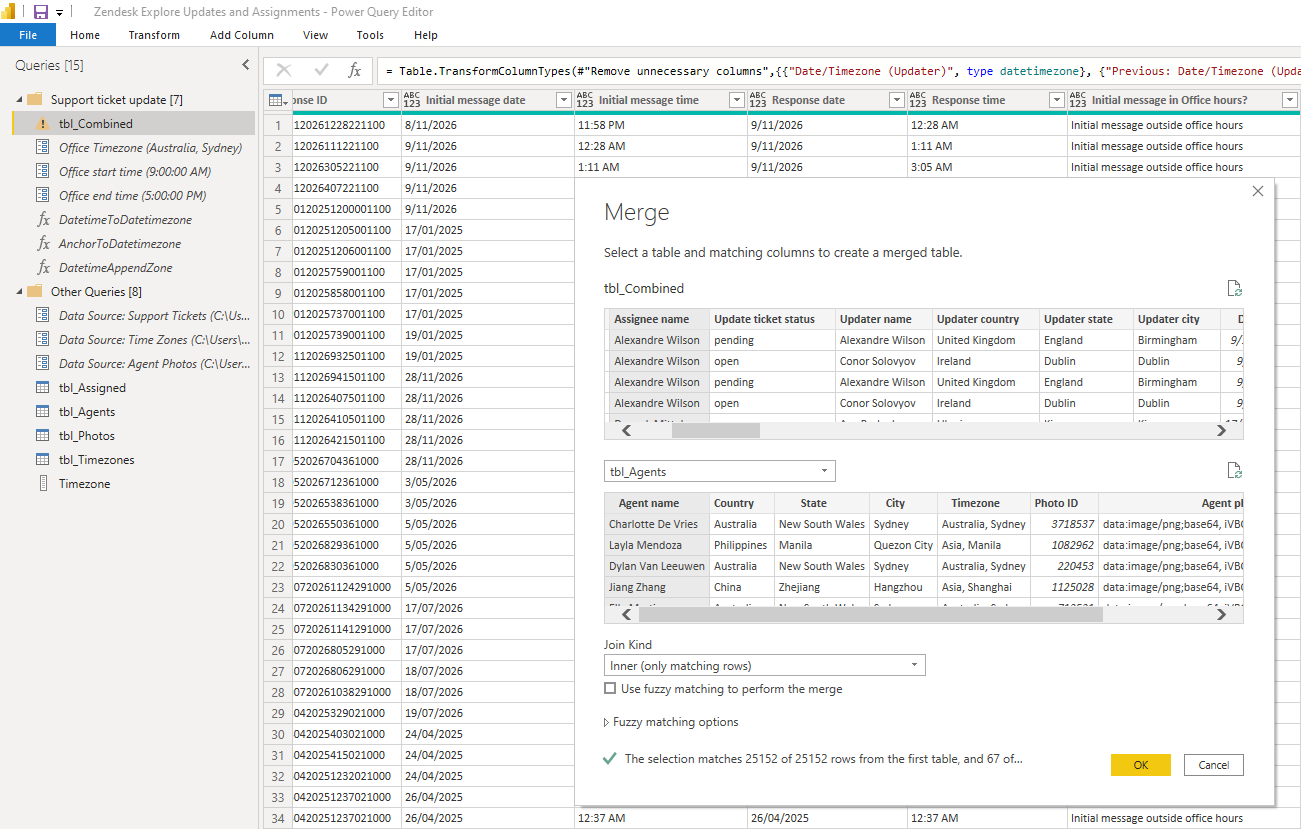 Zendesk Explore Updates and Assignments - Power Query Editor
File Home Transform Add Column View Tools Help
Queries [15]
fx = Table.TransformColumnTypes(#"Remove unnecessary columns",{{"Date/Timezone (Updater)", type datetimezone}, {"Previous: Date/Timezone (Upda
Support ticket update [7]
tbl_Combined
Office Timezone (Australia, Sydney)
Office start time (9:00:00 AM)
Office end time (5:00:00 PM)
fx DatetimeToDatetimezone
fx AnchorToDatetimezone
fx DatetimeAppendZone
Other Queries [8]
Data Source: Support Tickets (C:\Us...
Data Source: Time Zones (C:\Users\...
Data Source: Agent Photos (C:\User...
tbl_Assigned
tbl_Agents
tbl_Photos
tbl_Timezones
Timezone
onse ID ABC 123 Initial message date ABC 123 Initial message time ABC 123 Response date ABC 123 Response time ABC 123 Initial message in Office hours?
1 120261228221100 8/11/2026 11:58 PM 9/11/2026 12:28 AM Initial message outside office hours
2 12026111221100 9/11/2026 12:28 AM 9/11/2026 1:11 AM Initial message outside office hours
3 12026305221100 9/11/2026 1:11 AM 9/11/2026 3:05 AM Initial message outside office hours
4 12026407221100 9/11/2026
5 0120251200001100 9/11/2026
6 0120251205001100 17/01/2025
7 0120251206001100 17/01/2025
8 012025759001100 17/01/2025
9 012025858001100 17/01/2025
10 012025737001100 17/01/2025
11 012025739001100 19/01/2025
12 112026932501100 19/01/2026
13 112026941501100 28/11/2026
14 112026407501100 28/11/2026
15 112026410501100 28/11/2026
16 112026421501100 28/11/2026
17 52026704361000 28/11/2026
18 52026712361000 3/05/2026
19 52026538361000 3/05/2026
20 52026550361000 5/05/2026
21 52026829361000 5/05/2026
22 52026830361000 5/05/2026
23 0720261124291000 5/05/2026
24 0720261134291000 17/07/2026
25 0720261141291000 17/07/2026
26 072026805291000 17/07/2026
27 072026806291000 18/07/2026
28 0720261038291000 18/07/2026
29 042025329021000 19/07/2026
30 042025403021000 24/04/2025
31 042025415021000 24/04/2025
32 0420251232021000 24/04/2025
33 0420251237021000 26/04/2025
34 0420251237021000 26/04/2025 12:37 AM 26/04/2025 12:37 AM Initial message outside office hours
Merge
Select a table and matching columns to create a merged table.
tbl_Combined
Assignee name Update ticket status Updater name Updater country Updater state Updater city D
Alexandre Wilson pending Alexandre Wilson United Kingdom England Birmingham 9/
Alexandre Wilson open Conor Solovyov Ireland Dublin Dublin 9,
Alexandre Wilson pending Alexandre Wilson United Kingdom England Birmingham 9,
Alexandre Wilson open Conor Solovyov Ireland Dublin Dublin 9,
tbl_Agents
Agent name Country State City Timezone Photo ID Agent pl
Charlotte De Vries Australia New South Wales Sydney Australia, Sydney 3718537 data:image/png;base64, iVBO
Layla Mendoza Philippines Manila Quezon City Asia, Manila 1082962 data:image/png;base64, iVBO
Dylan Van Leeuwen Australia New South Wales Sydney Australia, Sydney 220453 data:image/png;base64, iVBO
Jiang Zhang China Zhejiang Hangzhou Asia, Shanghai 1125028 data:image/png;base64, iVBO
Join Kind
Inner (only matching rows)
Use fuzzy matching to perform the merge
Fuzzy matching options
The selection matches 25152 of 25152 rows from the first table, and 67 of...
OK Cancel